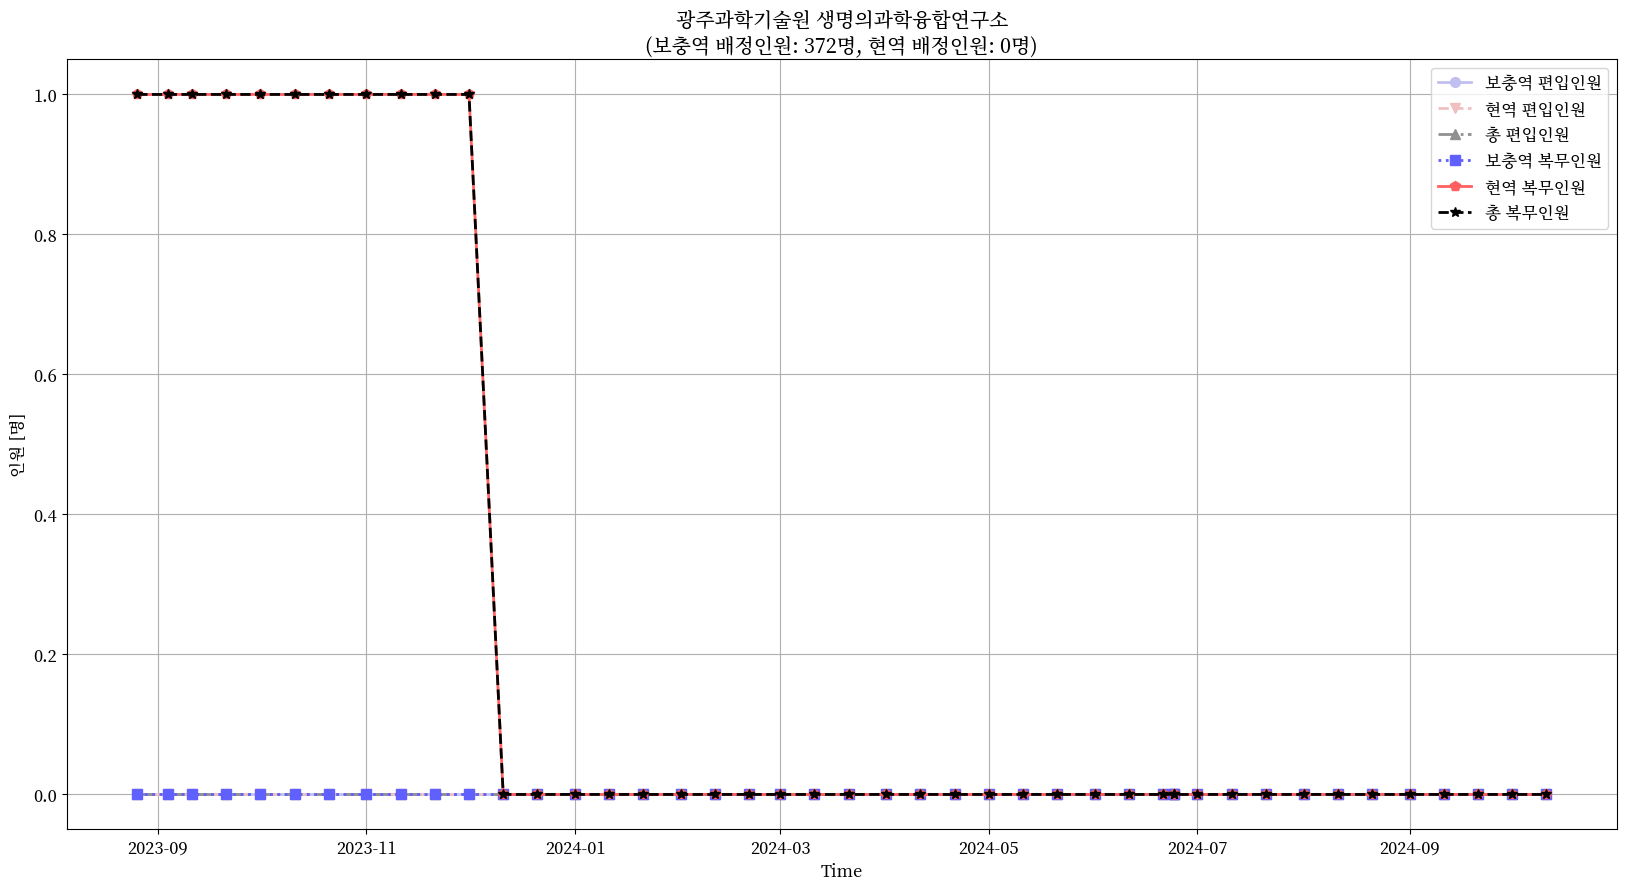 광주과학기술원 생명의과학융합연구소
(보충역 배정인원: 372명, 현역 배정인원: 0명)
보충역 편입인원
현역 편입인원
총 편입인원
보충역 복무인원
현역 복무인원
총 복무인원
인원 [명]
1.0
0.8
0.6
0.4
0.2
0.0
2023-09
2023-11
2024-01
2024-03
2024-05
2024-07
2024-09
Time